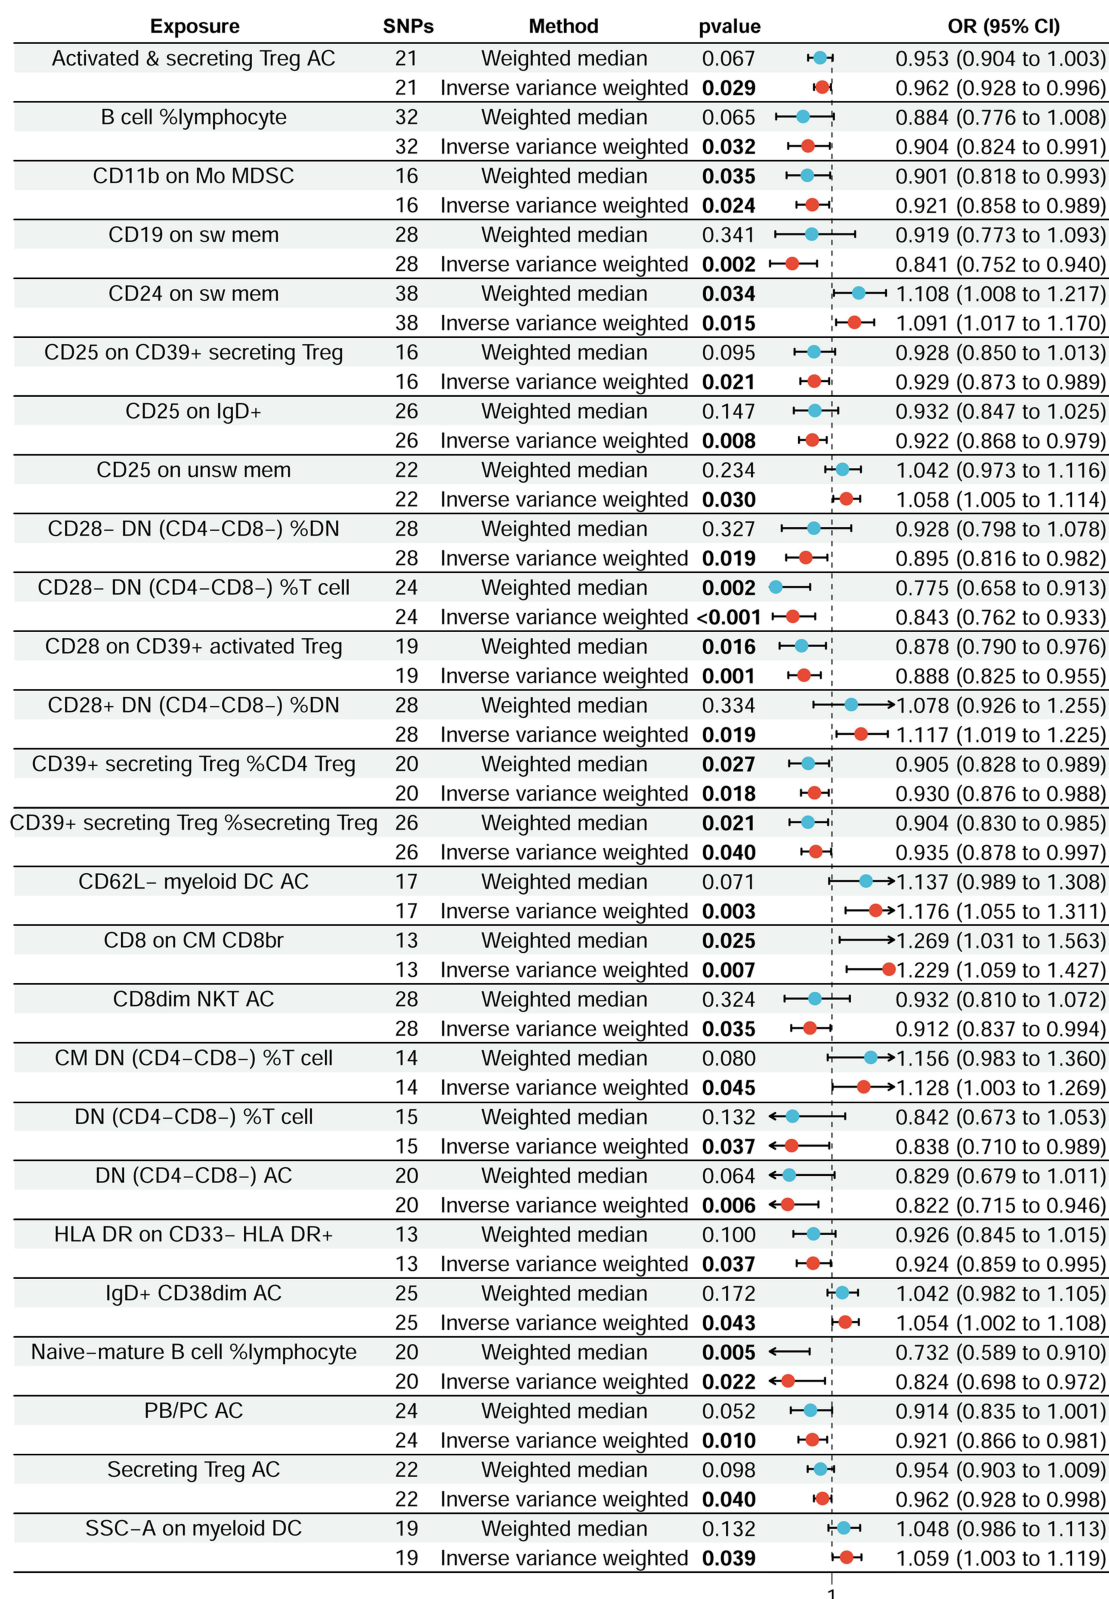 Exposure SNPs Method pvalue OR (95% CI)
Activated & secreting Treg AC 21 Weighted median 0.067 0.953 (0.904 to 1.003)
21 Inverse variance weighted 0.029 0.962 (0.928 to 0.996)
B cell %lymphocyte 32 Weighted median 0.065 0.884 (0.776 to 1.008)
32 Inverse variance weighted 0.032 0.904 (0.824 to 0.991)
CD11b on Mo MDSC 16 Weighted median 0.035 0.901 (0.818 to 0.993)
16 Inverse variance weighted 0.024 0.921 (0.858 to 0.989)
CD19 on sw mem 28 Weighted median 0.341 0.919 (0.773 to 1.093)
28 Inverse variance weighted 0.002 0.841 (0.752 to 0.940)
CD24 on sw mem 38 Weighted median 0.034 1.108 (1.008 to 1.217)
38 Inverse variance weighted 0.015 1.091 (1.017 to 1.170)
CD25 on CD39+ secreting Treg 16 Weighted median 0.095 0.928 (0.850 to 1.013)
16 Inverse variance weighted 0.021 0.929 (0.873 to 0.989)
CD25 on IgD+ 26 Weighted median 0.147 0.932 (0.847 to 1.025)
26 Inverse variance weighted 0.008 0.922 (0.868 to 0.979)
CD25 on unsw mem 22 Weighted median 0.234 1.042 (0.973 to 1.116)
22 Inverse variance weighted 0.030 1.058 (1.005 to 1.114)
CD28− DN (CD4−CD8−) %DN 28 Weighted median 0.327 0.928 (0.798 to 1.078)
28 Inverse variance weighted 0.019 0.895 (0.816 to 0.982)
CD28− DN (CD4−CD8−) %T cell 24 Weighted median 0.002 0.775 (0.658 to 0.913)
24 Inverse variance weighted <0.001 0.843 (0.762 to 0.933)
CD28 on CD39+ activated Treg 19 Weighted median 0.016 0.878 (0.790 to 0.976)
19 Inverse variance weighted 0.001 0.888 (0.825 to 0.955)
CD28+ DN (CD4−CD8−) %DN 28 Weighted median 0.334 1.078 (0.926 to 1.255)
28 Inverse variance weighted 0.019 1.117 (1.019 to 1.225)
CD39+ secreting Treg %CD4 Treg 20 Weighted median 0.027 0.905 (0.828 to 0.989)
20 Inverse variance weighted 0.018 0.930 (0.876 to 0.988)
CD39+ secreting Treg %secreting Treg 26 Weighted median 0.021 0.904 (0.830 to 0.985)
26 Inverse variance weighted 0.040 0.935 (0.878 to 0.997)
CD62L− myeloid DC AC 17 Weighted median 0.071 1.137 (0.989 to 1.308)
17 Inverse variance weighted 0.003 1.176 (1.055 to 1.311)
CD8 on CM CD8br 13 Weighted median 0.025 1.269 (1.031 to 1.563)
13 Inverse variance weighted 0.007 1.229 (1.059 to 1.427)
CD8dim NKT AC 28 Weighted median 0.324 0.932 (0.810 to 1.072)
28 Inverse variance weighted 0.035 0.912 (0.837 to 0.994)
CM DN (CD4−CD8−) %T cell 14 Weighted median 0.080 1.156 (0.983 to 1.360)
14 Inverse variance weighted 0.045 1.128 (1.003 to 1.269)
DN (CD4−CD8−) %T cell 15 Weighted median 0.132 0.842 (0.673 to 1.053)
15 Inverse variance weighted 0.037 0.838 (0.710 to 0.989)
DN (CD4−CD8−) AC 20 Weighted median 0.064 0.829 (0.679 to 1.011)
20 Inverse variance weighted 0.006 0.822 (0.715 to 0.946)
HLA DR on CD33− HLA DR+ 13 Weighted median 0.100 0.926 (0.845 to 1.015)
13 Inverse variance weighted 0.037 0.924 (0.859 to 0.995)
IgD+ CD38dim AC 25 Weighted median 0.172 1.042 (0.982 to 1.105)
25 Inverse variance weighted 0.043 1.054 (1.002 to 1.108)
Naive−mature B cell %lymphocyte 20 Weighted median 0.005 0.732 (0.589 to 0.910)
20 Inverse variance weighted 0.022 0.824 (0.698 to 0.972)
PB/PC AC 24 Weighted median 0.052 0.914 (0.835 to 1.001)
24 Inverse variance weighted 0.010 0.921 (0.866 to 0.981)
Secreting Treg AC 22 Weighted median 0.098 0.954 (0.903 to 1.009)
22 Inverse variance weighted 0.040 0.962 (0.928 to 0.998)
SSC−A on myeloid DC 19 Weighted median 0.132 1.048 (0.986 to 1.113)
19 Inverse variance weighted 0.039 1.059 (1.003 to 1.119)
1